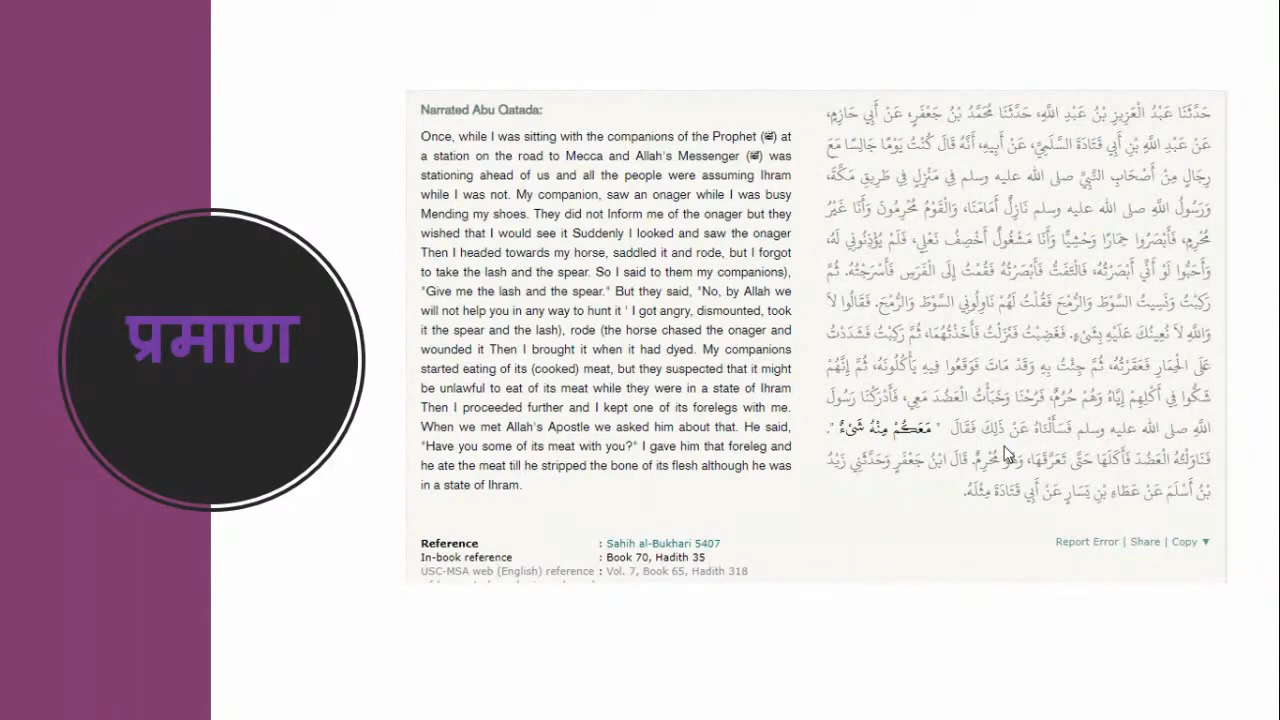 प्रमाण
Narrated Abu Qatada:
Once, while I was sitting with the companions of the Prophet (ﷺ) at
a station on the road to Mecca and Allah's Messenger (ﷺ) was
stationing ahead of us and all the people were assuming Ihram
while I was not. My companion, saw an onager while I was busy
Mending my shoes. They did not Inform me of the onager but they
wished that I would see it Suddenly I looked and saw the onager
Then I headed towards my horse, saddled it and rode, but I forgot
to take the lash and the spear. So I said to them my companions),
"Give me the lash and the spear." But they said, "No, by Allah we
will not help you in any way to hunt it ' I got angry, dismounted, took
it the spear and the lash), rode (the horse chased the onager and
wounded it Then I brought it when it had dyed. My companions
started eating of its (cooked) meat, but they suspected that it might
be unlawful to eat of its meat while they were in a state of Ihram
Then I proceeded further and I kept one of its forelegs with me.
When we met Allah's Apostle we asked him about that. He said,
"Have you some of its meat with you?" I gave him that foreleg and
he ate the meat till he stripped the bone of its flesh although he was
in a state of Ihram.
حَدَّثَنَا عَبْدُ الْعَزِيزِ بْنُ عَبْدِ اللَّهِ، حَدَّثَنَا مُحَمَّدُ بْنُ جَعْفَرٍ، عَنْ أَبِي حَازِمٍ،
عَنْ عَبْدِ اللَّهِ بْنِ أَبِي قَتَادَةَ السَّلَمِيِّ، عَنْ أَبِيهِ، أَنَّهُ قَالَ كُنْتُ يَوْمًا جَالِسًا مَعَ
رِجَالٍ مِنْ أَصْحَابِ النَّبِيِّ صلى الله عليه وسلم فِي مَنْزِلٍ فِي طَرِيقِ مَكَّةَ،
وَرَسُولُ اللَّهِ صلى الله عليه وسلم نَازِلٌ أَمَامَنَا، وَالْقَوْمُ مُحْرِمُونَ وَأَنَا غَيْرُ
مُحْرِمٍ، فَأَبْصَرُوا حِمَارًا وَحْشِيًّا وَأَنَا مَشْغُولٌ أَخْصِفُ نَعْلِي، فَلَمْ يُؤْذِنُونِي لَهُ،
وَأَحَبُّوا لَوْ أَنِّي أَبْصَرْتُهُ، فَالْتَفَتُّ فَأَبْصَرْتُهُ فَقُمْتُ إِلَى الْفَرَسِ فَأَسْرَجْتُهُ. ثُمَّ
رَكِبْتُ وَنَسِيتُ السَّوْطَ وَالرُّمْحَ فَقُلْتُ لَهُمْ نَاوِلُونِي السَّوْطَ وَالرُّمْحَ. فَقَالُوا لاَ
وَاللَّهِ لاَ نُعِينُكَ عَلَيْهِ بِشَىْءٍ. فَغَضِبْتُ فَنَزَلْتُ فَأَخَذْتُهُمَا، ثُمَّ رَكِبْتُ فَشَدَدْتُ
عَلَى الْحِمَارِ فَعَقَرْتُهُ، ثُمَّ جِئْتُ بِهِ وَقَدْ مَاتَ فَوَقَعُوا فِيهِ يَأْكُلُونَهُ، ثُمَّ إِنَّهُمْ
شَكُّوا فِي أَكْلِهِمْ إِيَّاهُ وَهُمْ حُرُمٌ، فَرُحْنَا وَخَبَأْتُ الْعَضُدَ مَعِي، فَأَدْرَكْنَا رَسُولَ
اللَّهِ صلى الله عليه وسلم فَسَأَلْنَاهُ عَنْ ذَلِكَ فَقَالَ ‏ "‏ مَعَكُمْ مِنْهُ شَىْءٌ ‏"‏‏.‏
فَنَاوَلْتُهُ الْعَضُدَ فَأَكَلَهَا حَتَّى تَعَرَّقَهَا، وَهْوَ مُحْرِمٌ. قَالَ ابْنُ جَعْفَرٍ وَحَدَّثَنِي زَيْدُ
بْنُ أَسْلَمَ عَنْ عَطَاءِ بْنِ يَسَارٍ عَنْ أَبِي قَتَادَةَ مِثْلَهُ.
Reference : Sahih al-Bukhari 5407
In-book reference : Book 70, Hadith 35
USC-MSA web (English) reference : Vol. 7, Book 65, Hadith 318
Report Error | Share | Copy ▼